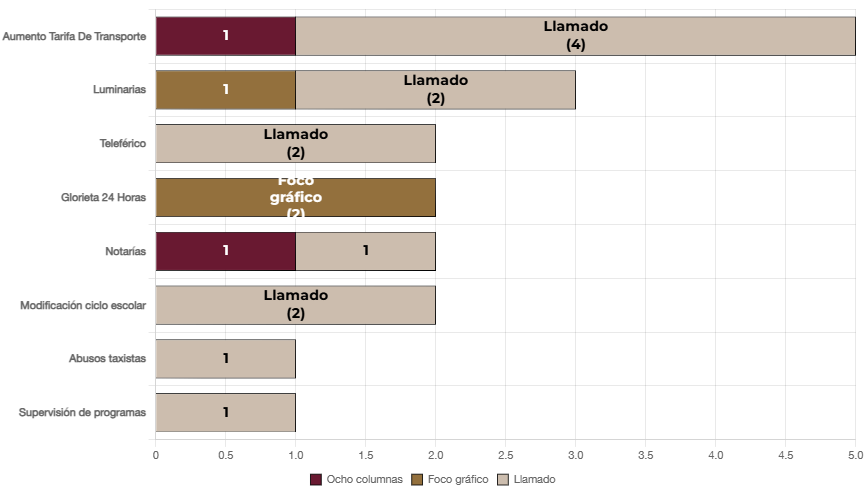 Aumento Tarifa De Transporte
1
Llamado
(4)
Luminarias
1
Llamado
(2)
Teleférico
Llamado
(2)
Glorieta 24 Horas
Foco
gráfico
(2)
Notarías
1
1
Modificación ciclo escolar
Llamado
(2)
Abusos taxistas
1
Supervisión de programas
1
0 0.5 1.0 1.5 2.0 2.5 3.0 3.5 4.0 4.5 5.0
Ocho columnas Foco gráfico Llamado